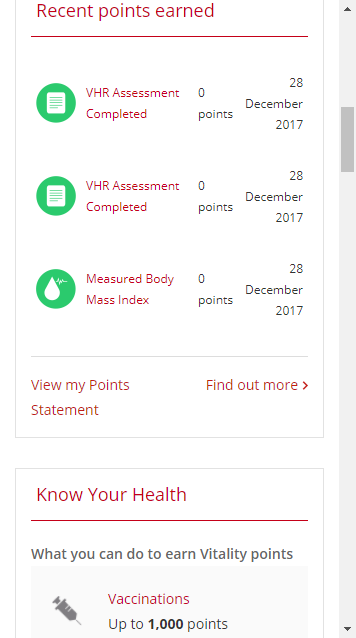 Recent points earned
VHR Assessment
Completed
0
points
28
December
2017
VHR Assessment
Completed
0
points
28
December
2017
Measured Body
Mass Index
0
points
28
December
2017
View my Points
Statement
Find out more
Know Your Health
What you can do to earn Vitality points
Vaccinations
Up to 1,000 points